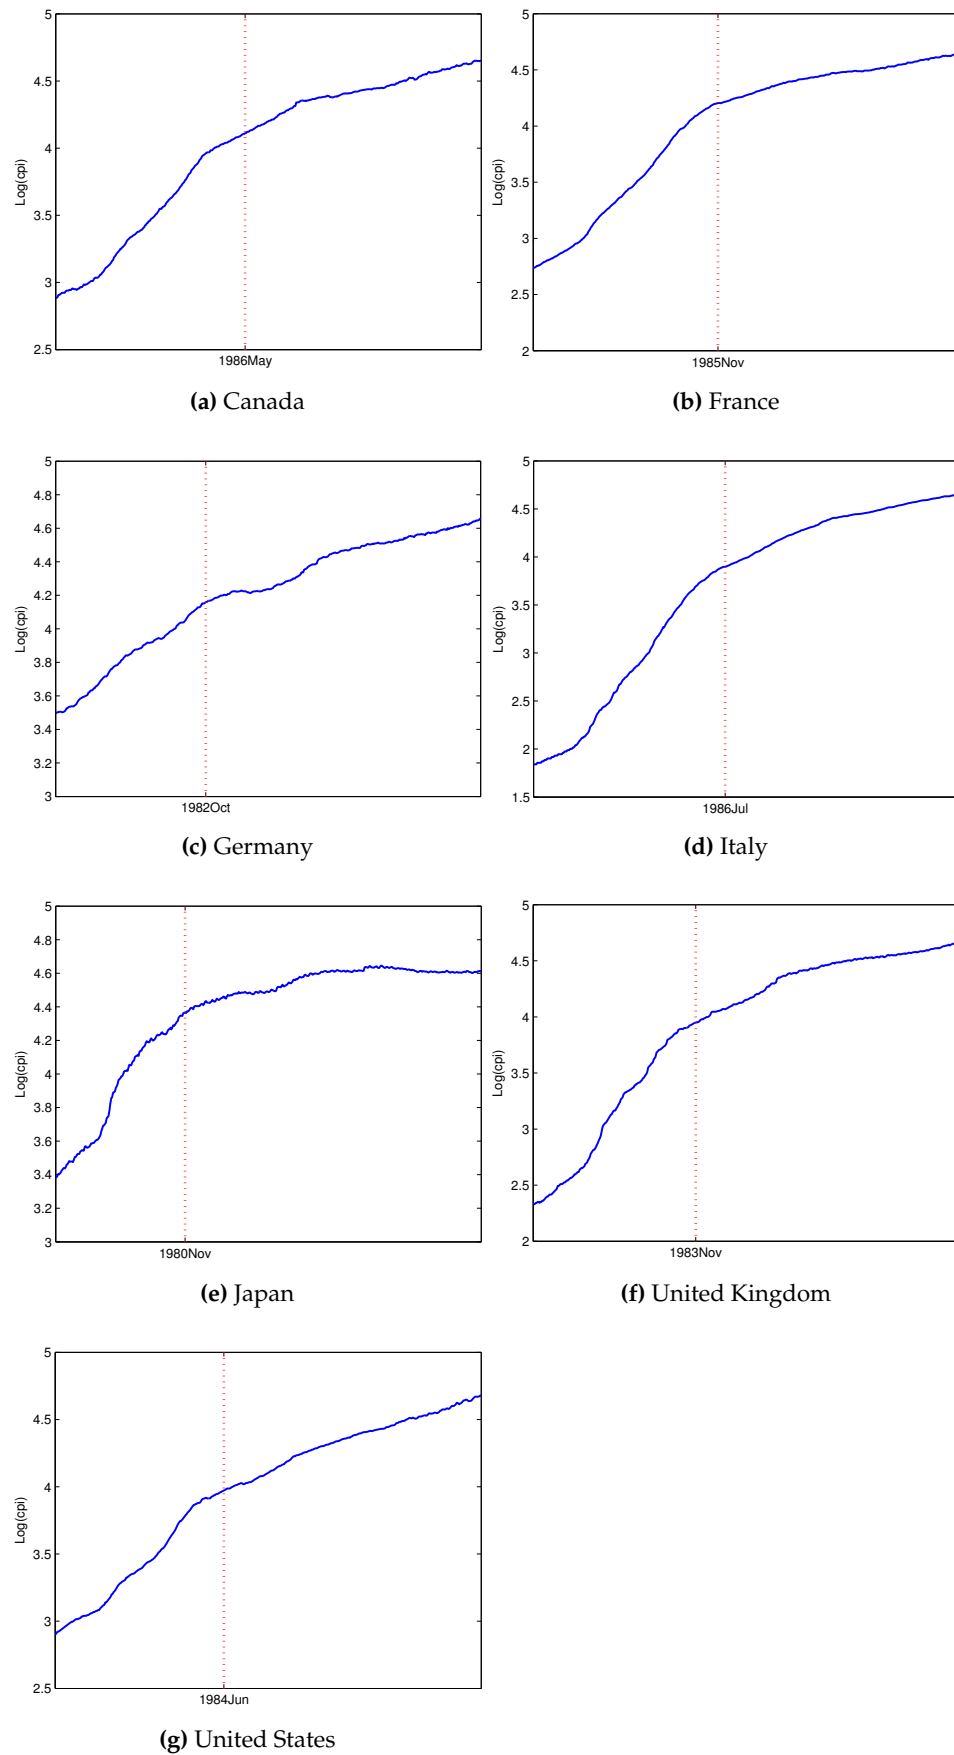 5
4.5
4
3.5
3
2.5
Log(cpi)
1986May
(a) Canada
5
4.5
4
3.5
3
2.5
2
Log(cpi)
1985Nov
(b) France
5
4.8
4.6
4.4
4.2
4
3.8
3.6
3.4
3.2
3
Log(cpi)
1982Oct
(c) Germany
5
4.5
4
3.5
3
2.5
2
1.5
Log(cpi)
1986Jul
(d) Italy
5
4.8
4.6
4.4
4.2
4
3.8
3.6
3.4
3.2
3
Log(cpi)
1980Nov
(e) Japan
5
4.5
4
3.5
3
2.5
2
Log(cpi)
1983Nov
(f) United Kingdom
5
4.5
4
3.5
3
2.5
Log(cpi)
1984Jun
(g) United States